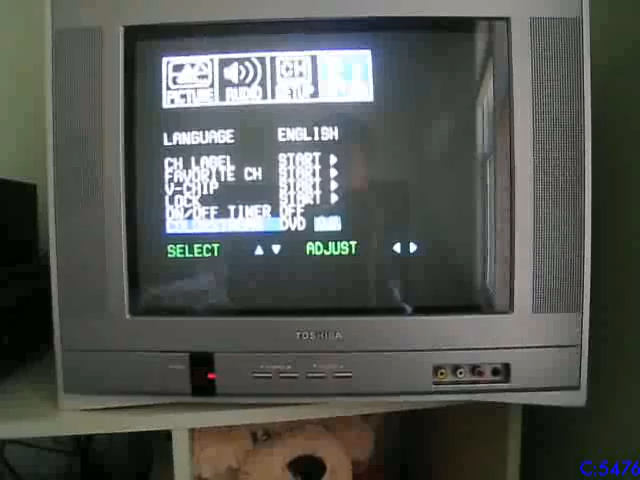 PICTURE AUDIO CH SETUP
LANGUAGE ENGLISH
CH LABEL START ▶
FAVORITE CH START ▶
V-CHIP START ▶
LOCK START ▶
ON/OFF TIMER OFF
DVD
SELECT ▲ ▼ ADJUST ◀ ▶
TOSHIBA
C:5476